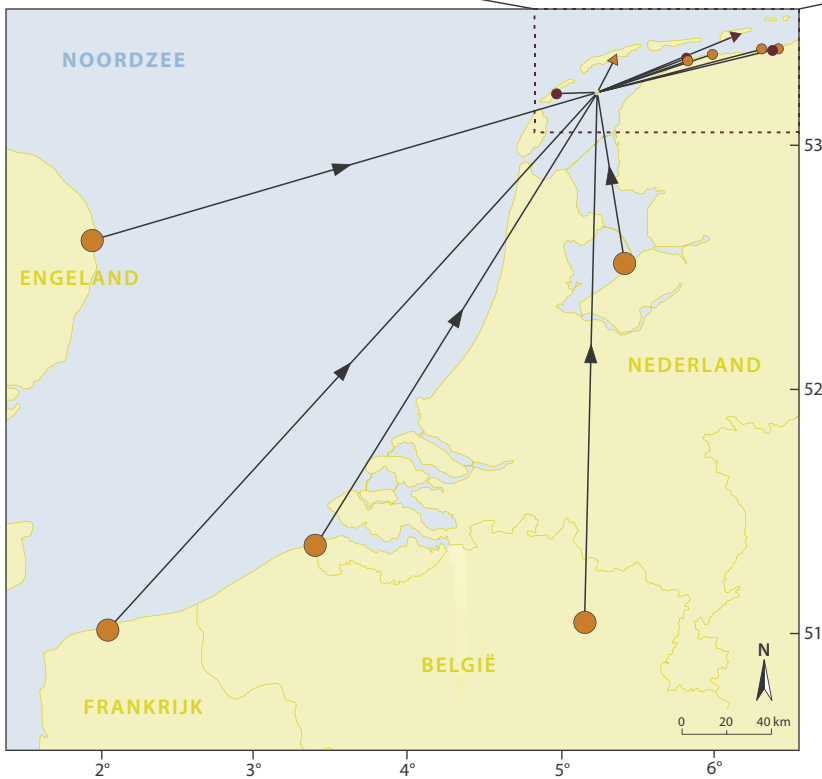 NOORDZEE
53
ENGELAND
NEDERLAND
52
BELGIË
51
N
FRANKRIJK
0 20 40 km
2° 3° 4° 5° 6°